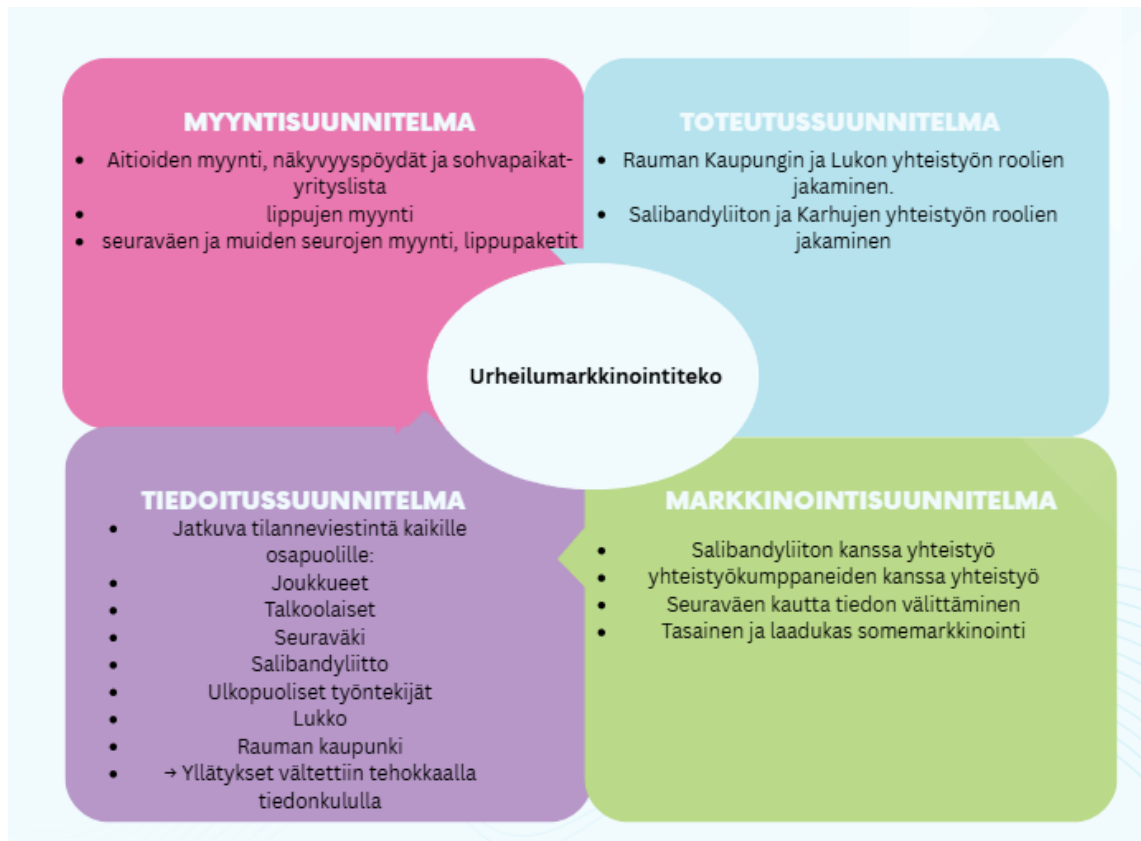 MYYNTISUUNNITELMA
• Aitioiden myynti, näkyvyyspöydät ja sohvapaikat-
yrityslista
• lippujen myynti
• seuraväen ja muiden seurojen myynti, lippupaketit
TOTEUTUSSUUNNITELMA
• Rauman Kaupungin ja Lukon yhteistyön roolien
jakaminen.
• Salibandyliiton ja Karhujen yhteistyön roolien
jakaminen
Urheilumarkkinointiteko
TIEDOITUSSUUNNITELMA
• Jatkuva tilanneviestintä kaikille
osapuolille:
• Joukkueet
• Talkoolaiset
• Seuraväki
• Salibandyliitto
• Ulkopuoliset työntekijät
• Lukko
• Rauman kaupunki
• → Yllätykset vältettiin tehokkaalla
tiedonkululla
MARKKINOINTISUUNNITELMA
• Salibandyliiton kanssa yhteistyö
• yhteistyökumppaneiden kanssa yhteistyö
• Seuraväen kautta tiedon välittäminen
• Tasainen ja laadukas somemarkkinointi